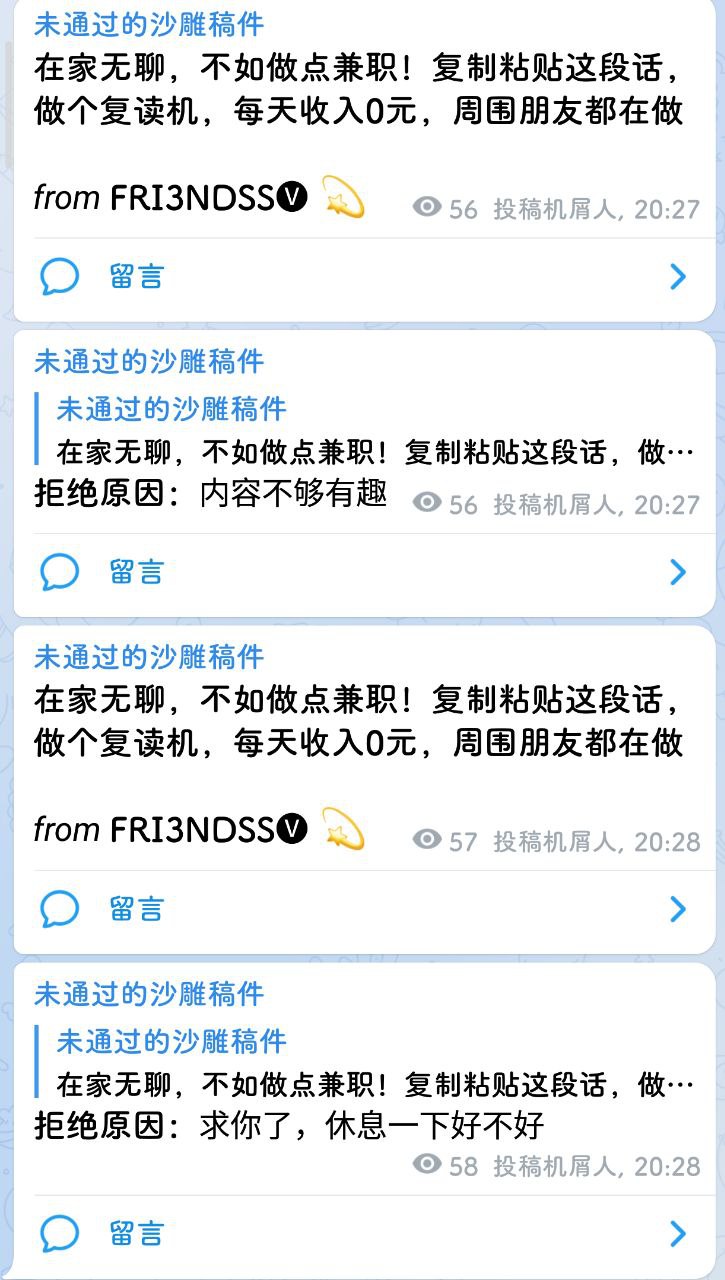 未通过的沙雕稿件
在家无聊，不如做点兼职！复制粘贴这段话，
做个复读机，每天收入0元，周围朋友都在做
from FRI3NDSS🅥 💫 56 投稿机屑人, 20:27
留言
未通过的沙雕稿件
未通过的沙雕稿件
在家无聊，不如做点兼职！复制粘贴这段话，做…
拒绝原因：内容不够有趣 56 投稿机屑人, 20:27
留言
未通过的沙雕稿件
在家无聊，不如做点兼职！复制粘贴这段话，
做个复读机，每天收入0元，周围朋友都在做
from FRI3NDSS🅥 💫 57 投稿机屑人, 20:28
留言
未通过的沙雕稿件
未通过的沙雕稿件
在家无聊，不如做点兼职！复制粘贴这段话，做…
拒绝原因：求你了，休息一下好不好
58 投稿机屑人, 20:28
留言